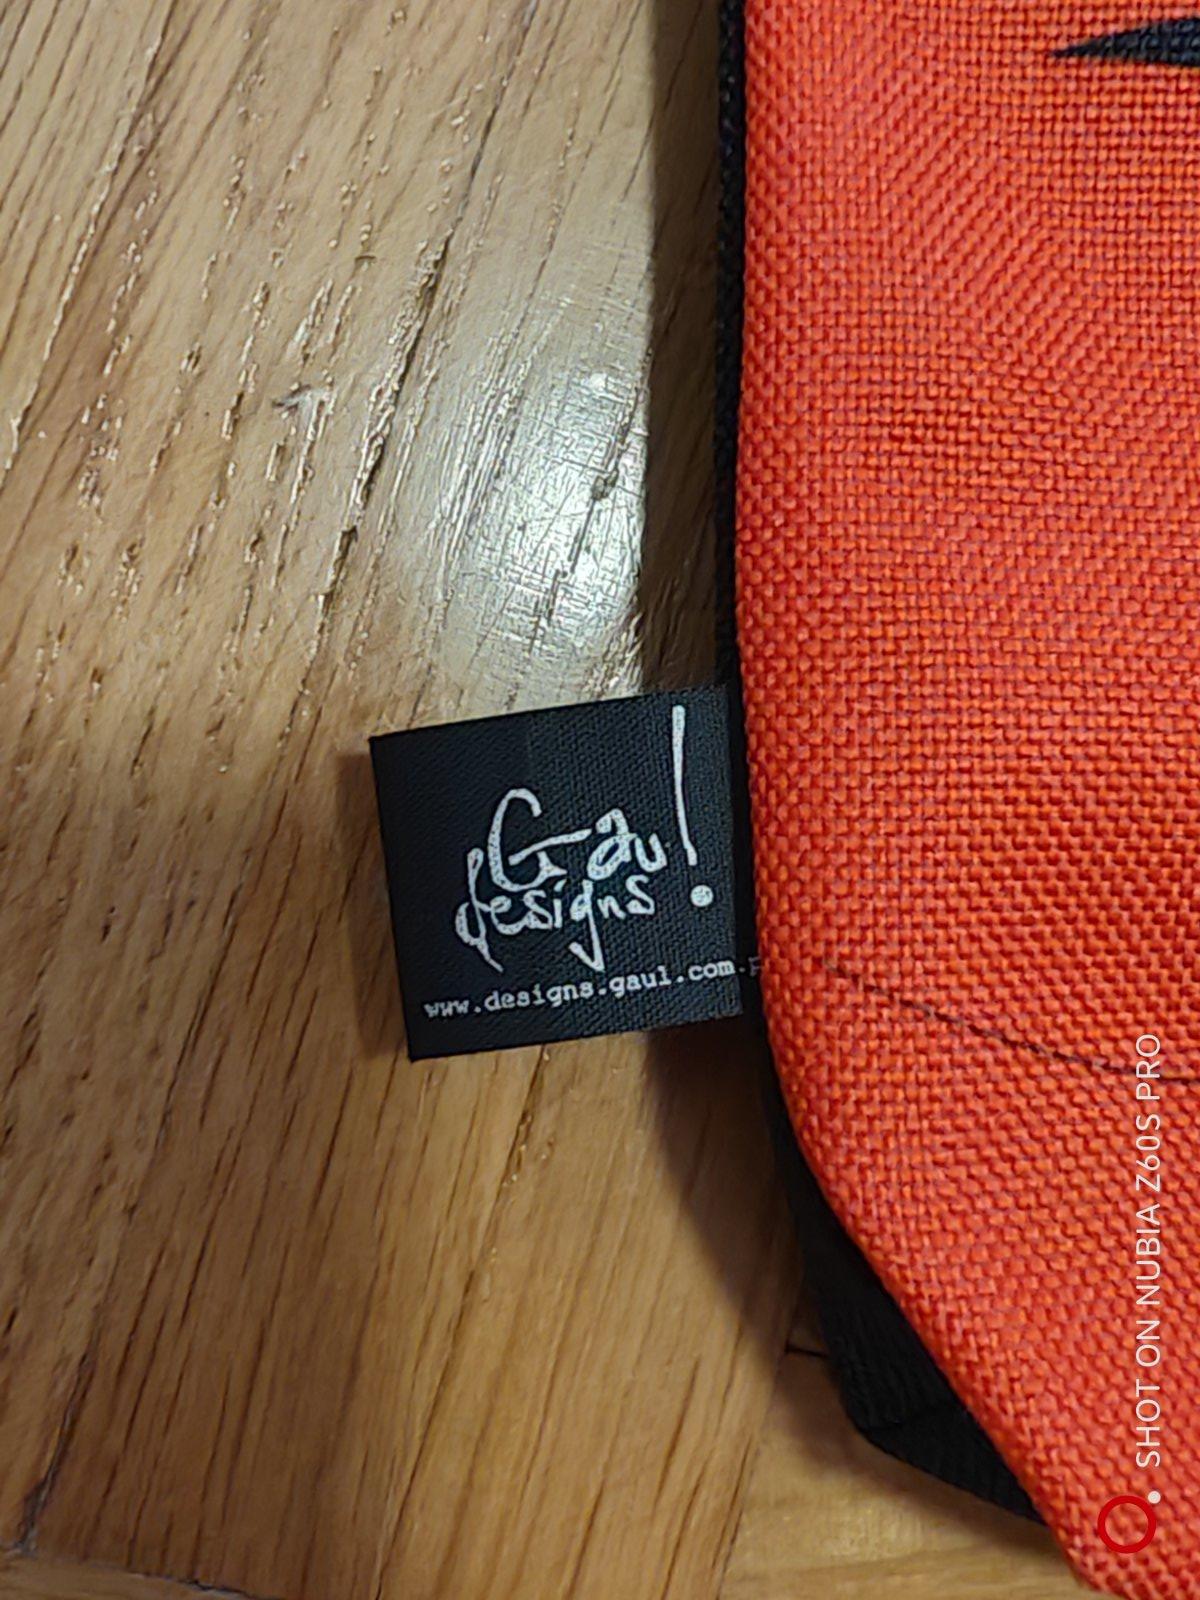 Gau!
designs
www.designs.gaul.com.P
SHOT ON NUBIA Z60S PRO